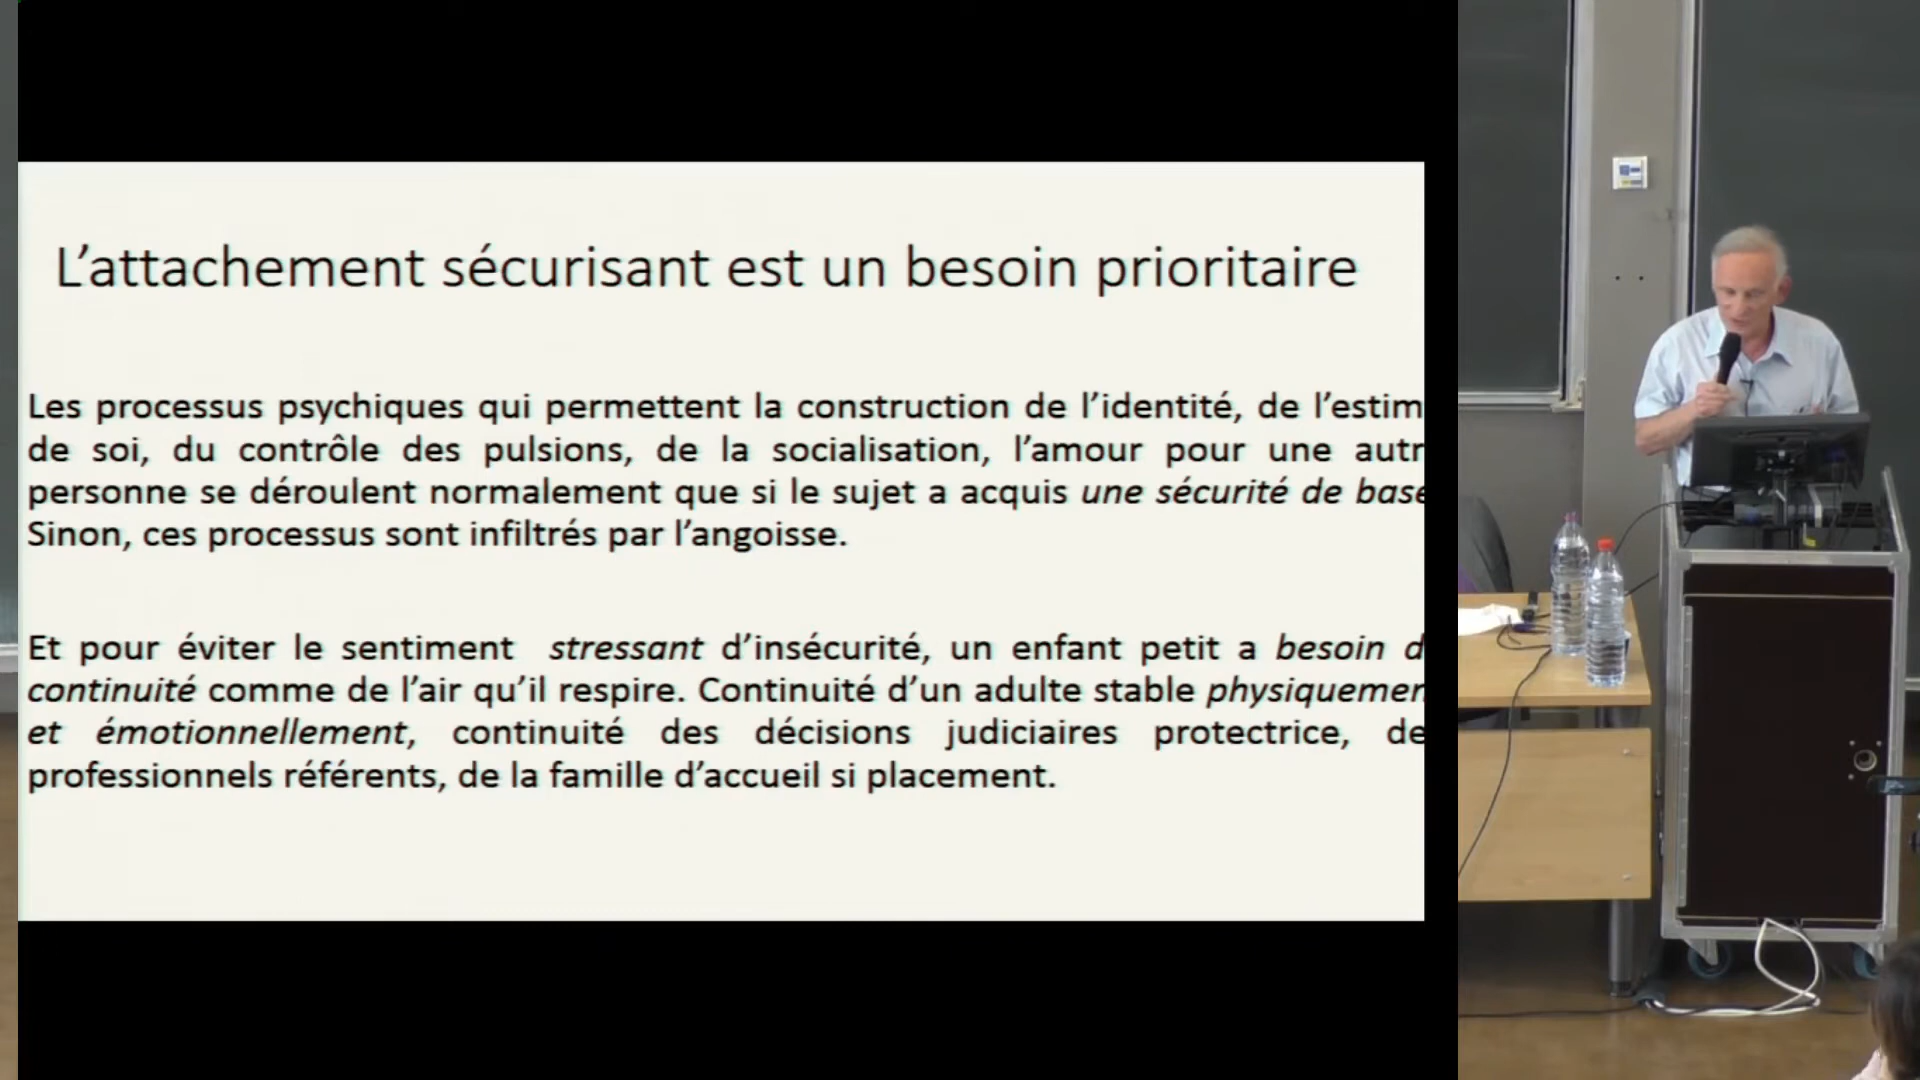 L’attachement sécurisant est un besoin prioritaire
Les processus psychiques qui permettent la construction de l’identité, de l’estim
de soi, du contrôle des pulsions, de la socialisation, l’amour pour une autr
personne se déroulent normalement que si le sujet a acquis une sécurité de base
Sinon, ces processus sont infiltrés par l’angoisse.
Et pour éviter le sentiment stressant d’insécurité, un enfant petit a besoin d
continuité comme de l’air qu’il respire. Continuité d’un adulte stable physiquemen
et émotionnellement, continuité des décisions judiciaires protectrice, de
professionnels référents, de la famille d’accueil si placement.